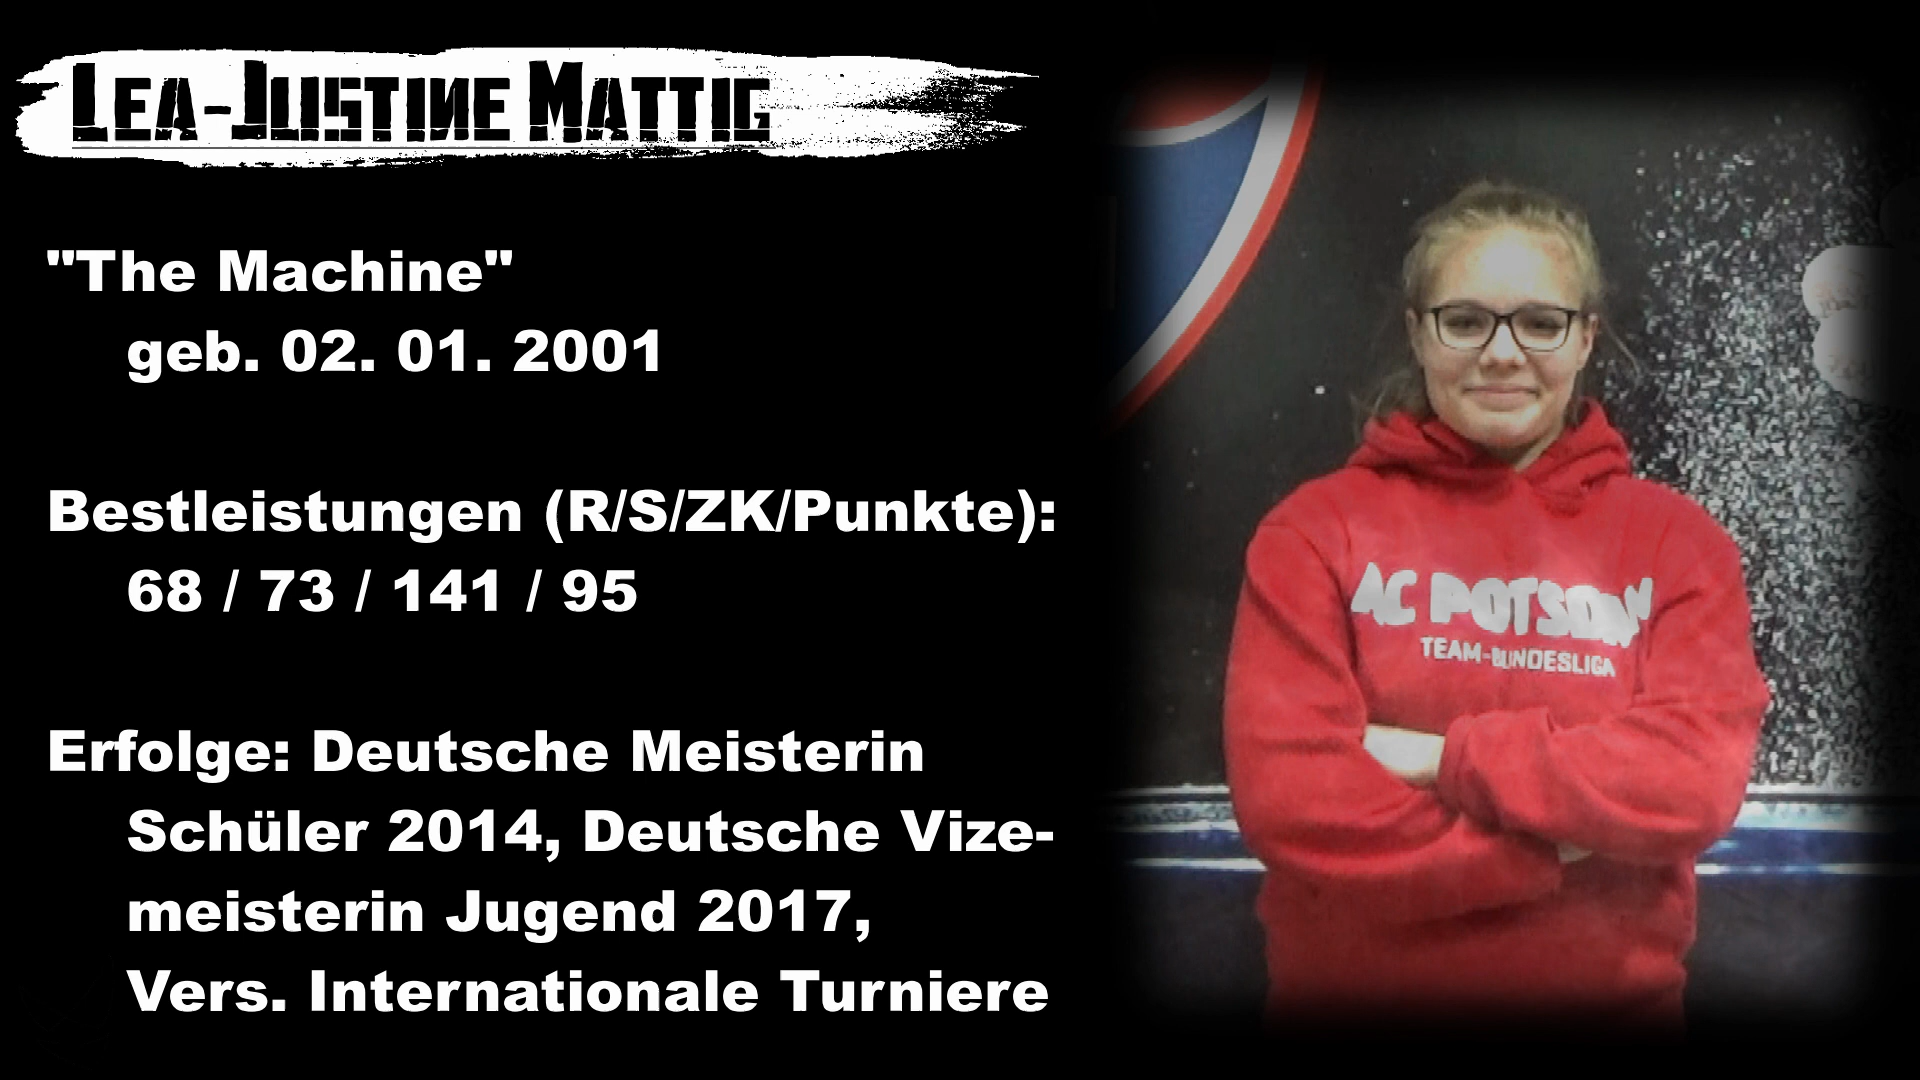 Lea-Justine Mattig
"The Machine"
geb. 02. 01. 2001
Bestleistungen (R/S/ZK/Punkte):
68 / 73 / 141 / 95
Erfolge: Deutsche Meisterin
Schüler 2014, Deutsche Vize-
meisterin Jugend 2017,
Vers. Internationale Turniere
AC POTSDAM
TEAM-BUNDESLIGA